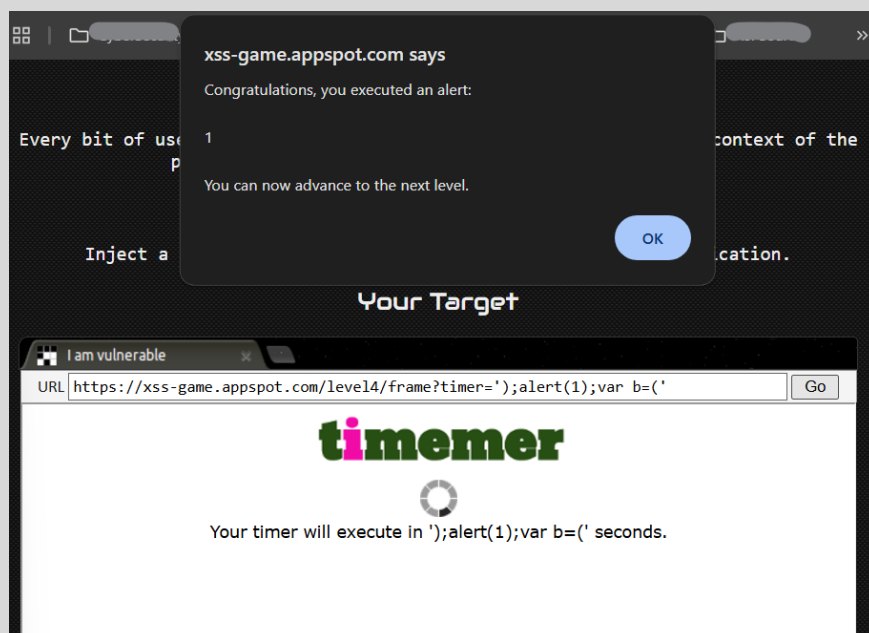 xss-game.appspot.com says
Congratulations, you executed an alert:
Every bit of context of the
1
p
You can now advance to the next level.
OK
Inject a ication.
Your Target
I am vulnerable
URL https://xss-game.appspot.com/level4/frame?timer=');alert(1);var b=(' Go
timemer
Your timer will execute in ');alert(1);var b=(' seconds.